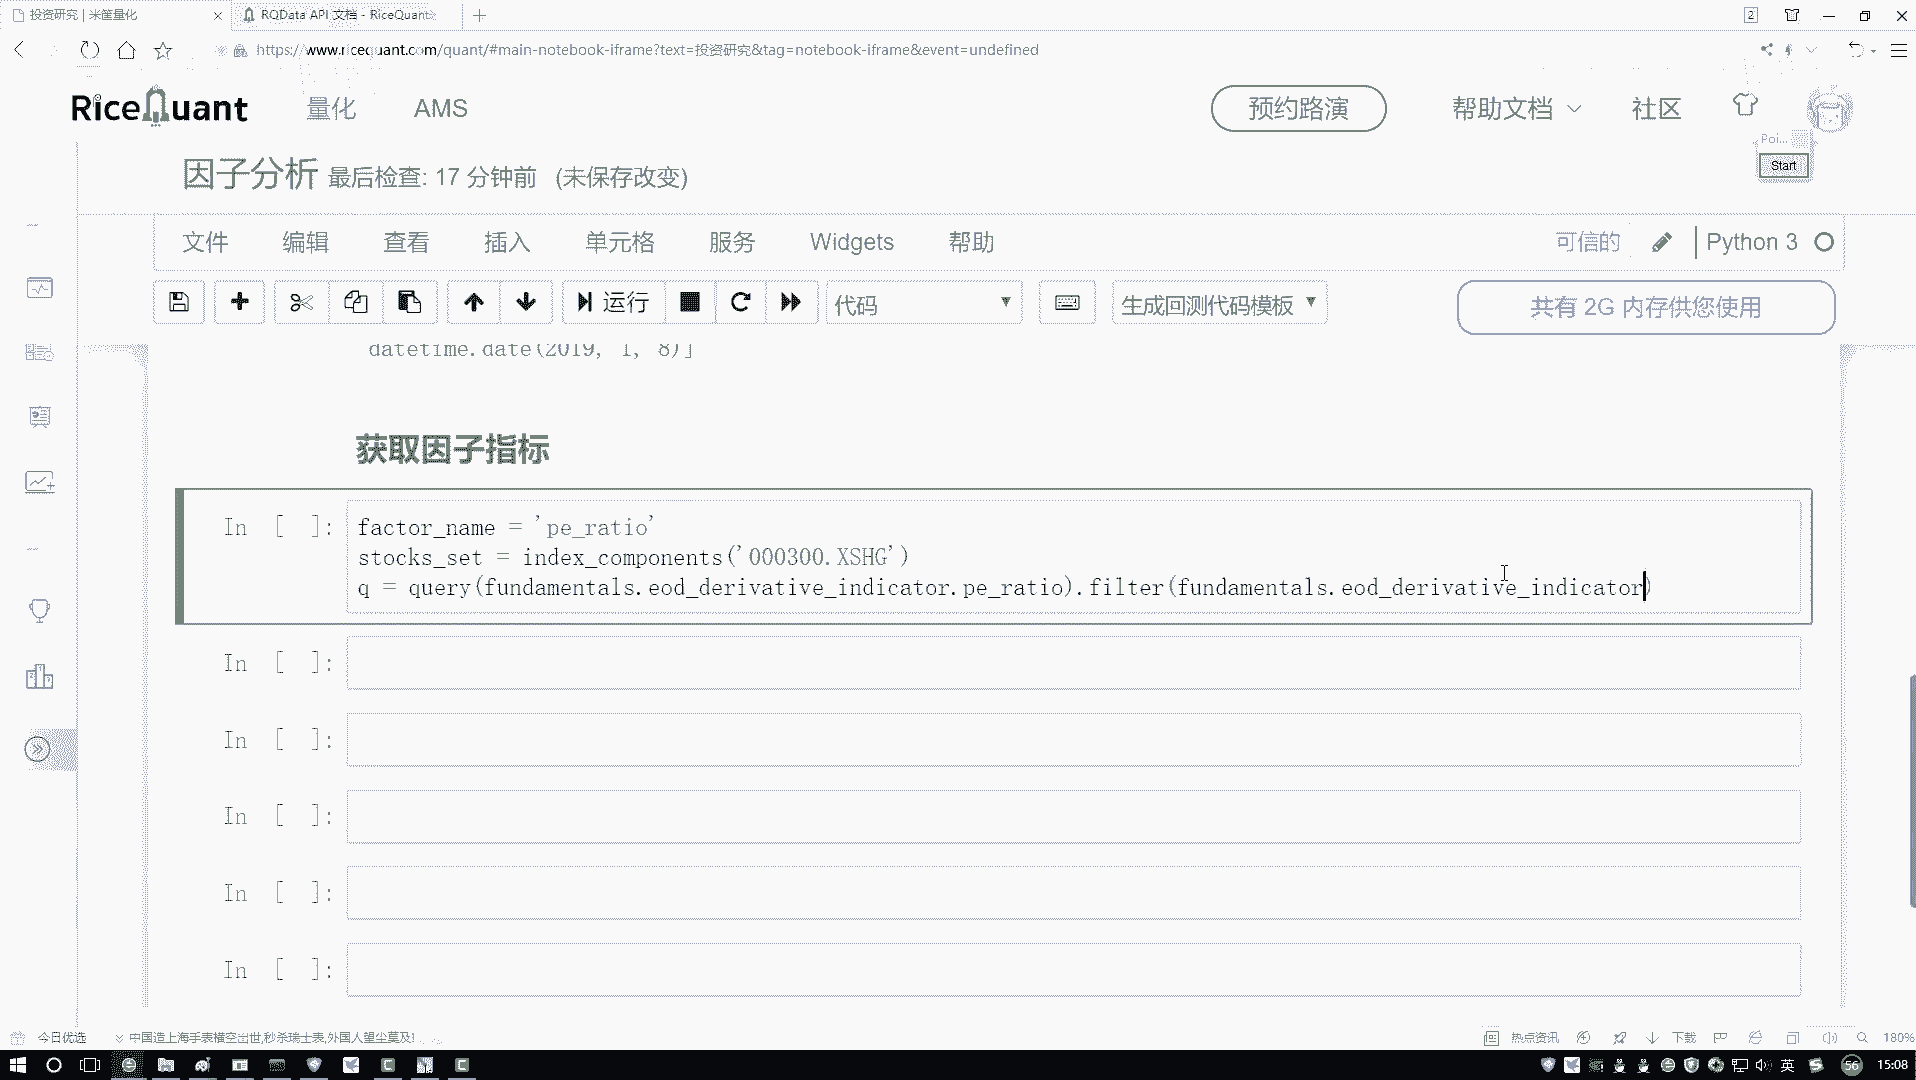 投资研究 | 米筐量化
RQData API 文档 - RiceQuant
2
https://www.ricequant.com/quant/#main-notebook-iframe?text=投资研究&tag=notebook-iframe&event=undefined
RiceQuant 量化 AMS 预约路演 帮助文档 社区
Poi...
Start
因子分析 最后检查: 17 分钟前 (未保存改变)
文件 编辑 查看 插入 单元格 服务 Widgets 帮助 可信的 Python 3
运行 代码 生成回测代码模板 共有 2G 内存供您使用
datetime.date(2019, 1, 8)]
获取因子指标
In [ ]: factor_name = 'pe_ratio'
stocks_set = index_components('000300.XSHG')
q = query(fundamentals.eod_derivative_indicator.pe_ratio).filter(fundamentals.eod_derivative_indicator)
In [ ]:
In [ ]:
In [ ]:
In [ ]:
In [ ]:
今日优选 中国造上海手表横空出世,秒杀瑞士表,外国人望尘莫及! 热点资讯 下载 180%
英 56 15:08